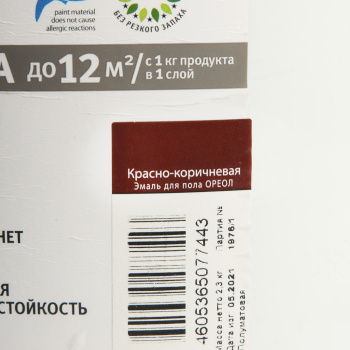 paint material
does not cause
allergic reactions
БЕЗ РЕЗКОГО ЗАПАХА
А до 12 м²/ с 1 кг продукта
в 1 слой
Красно-коричневая
Эмаль для пола ОРЕОЛ
НЕТ
Я
СТОЙКОСТЬ
4605365077443
Партия № 1976/1
Масса нетто 2.3 кг
Дата изг. 05.2021
Полуматовая